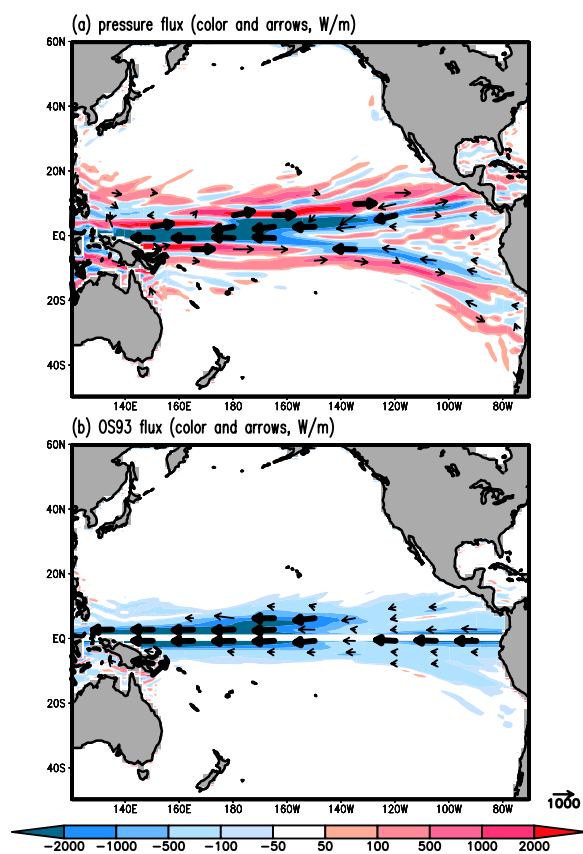 (a) pressure flux (color and arrows, W/m)
60N
40N
20N
EQ
20S
40S
140E 160E 180 160W 140W 120W 100W 80W
(b) OS93 flux (color and arrows, W/m)
60N
40N
20N
EQ
20S
40S
140E 160E 180 160W 140W 120W 100W 80W
1000
−2000 −1000 −500 −100 −50 50 100 500 1000 2000